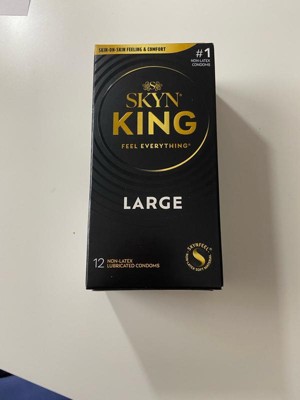 SKIN-ON-SKIN FEELING & COMFORT
#1
NON-LATEX
CONDOMS
SKYN®
KING
FEEL EVERYTHING®
LARGE
12 NON-LATEX
LUBRICATED CONDOMS
SKYNFEEL